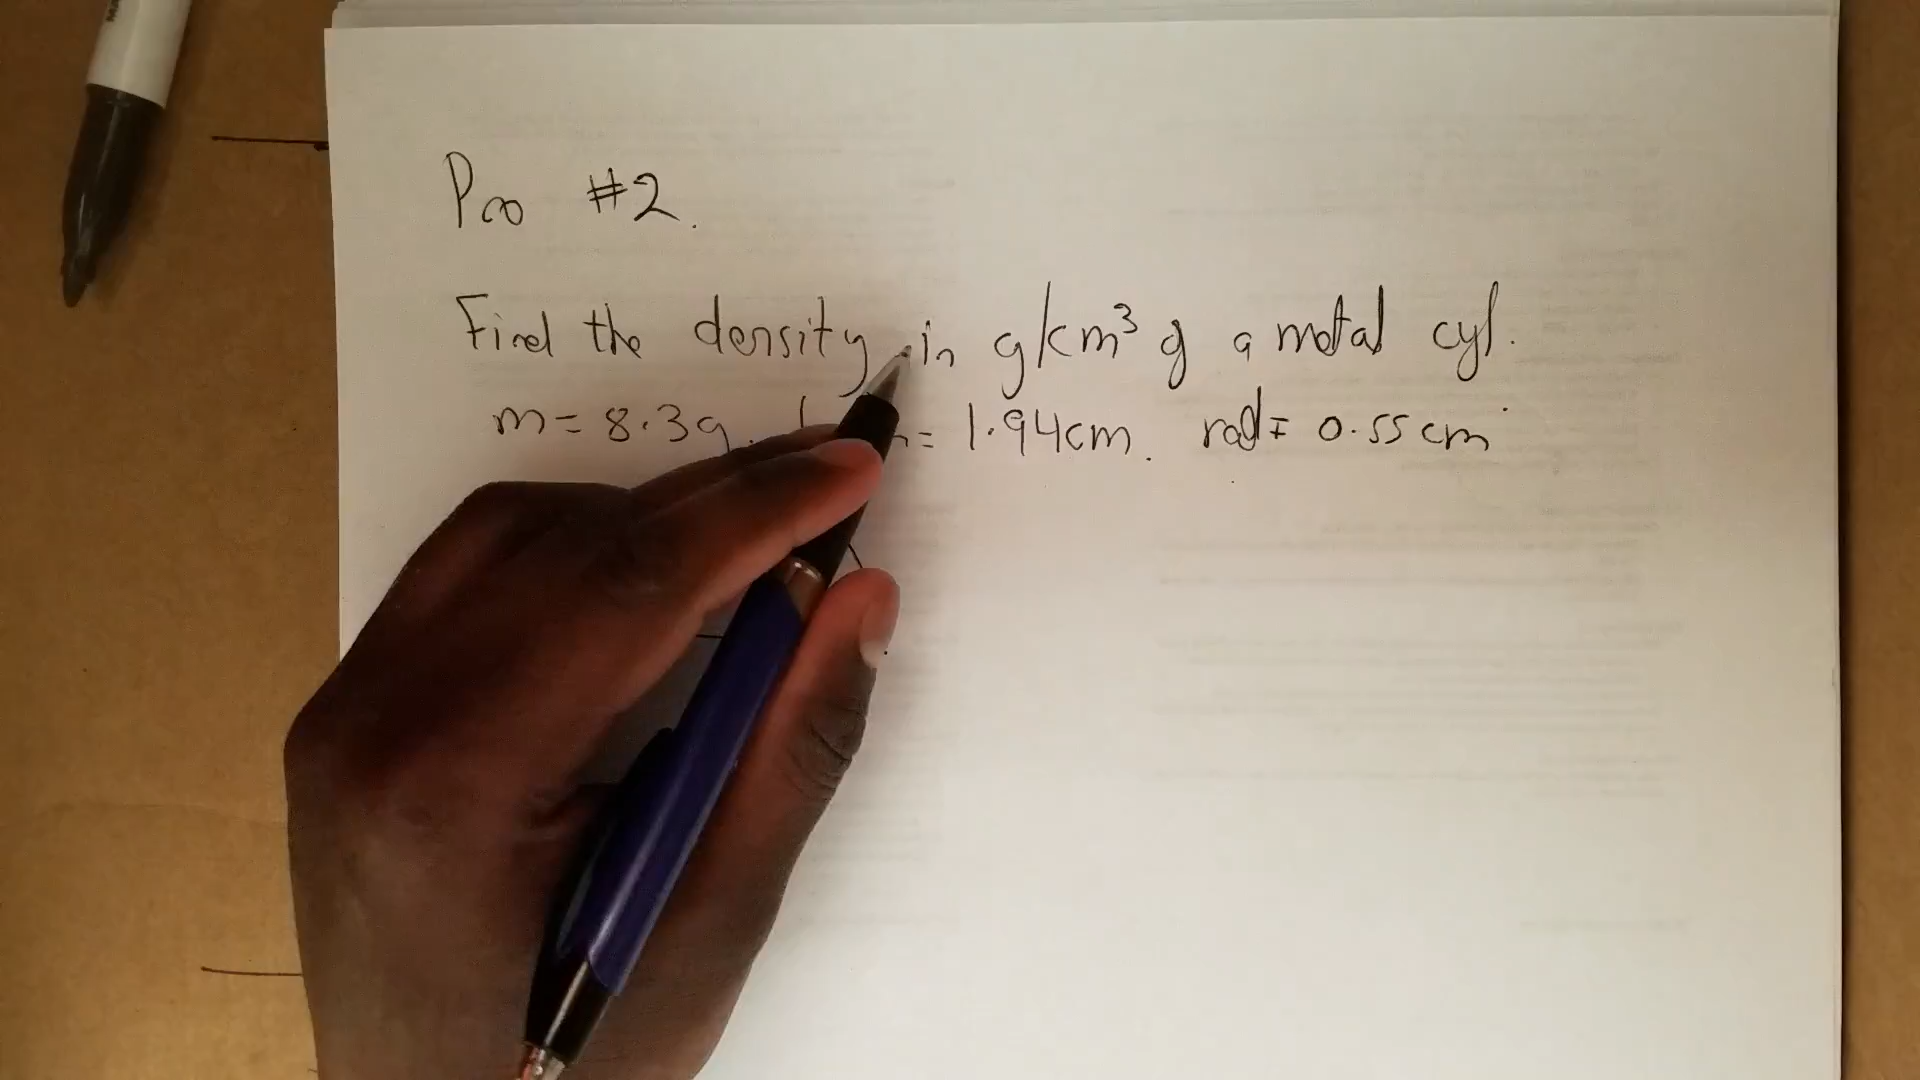 Pro #2.
Find the density in g/cm³ of a metal cyl.
m = 8.3g. = 1.94cm. rad = 0.55cm